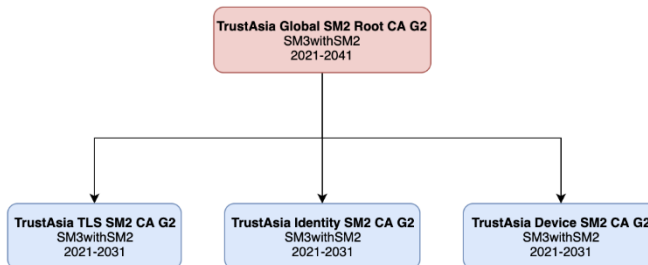 TrustAsia Global SM2 Root CA G2
SM3withSM2
2021-2041
TrustAsia TLS SM2 CA G2
SM3withSM2
2021-2031
TrustAsia Identity SM2 CA G2
SM3withSM2
2021-2031
TrustAsia Device SM2 CA G2
SM3withSM2
2021-2031